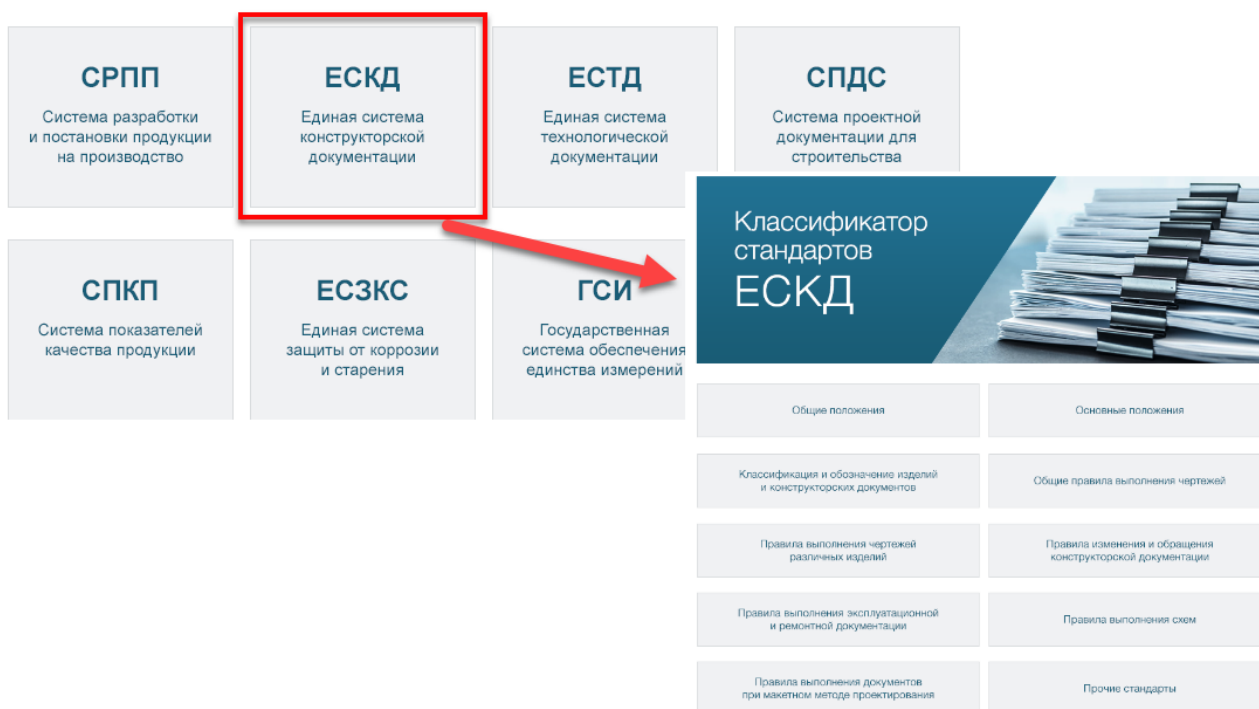 СРПП
Система разработки
и постановки продукции
на производство
ЕСКД
Единая система
конструкторской
документации
ЕСТД
Единая система
технологической
документации
СПДС
Система проектной
документации для
строительства
СПКП
Система показателей
качества продукции
ЕСЗКС
Единая система
защиты от коррозии
и старения
ГСИ
Государственная
система обеспечения
единства измерений
Классификатор
стандартов
ЕСКД
Общие положения
Основные положения
Классификация и обозначение изделий
и конструкторских документов
Общие правила выполнения чертежей
Правила выполнения чертежей
различных изделий
Правила изменения и обращения
конструкторской документации
Правила выполнения эксплуатационной
и ремонтной документации
Правила выполнения схем
Правила выполнения документов
при макетном методе проектирования
Прочие стандарты